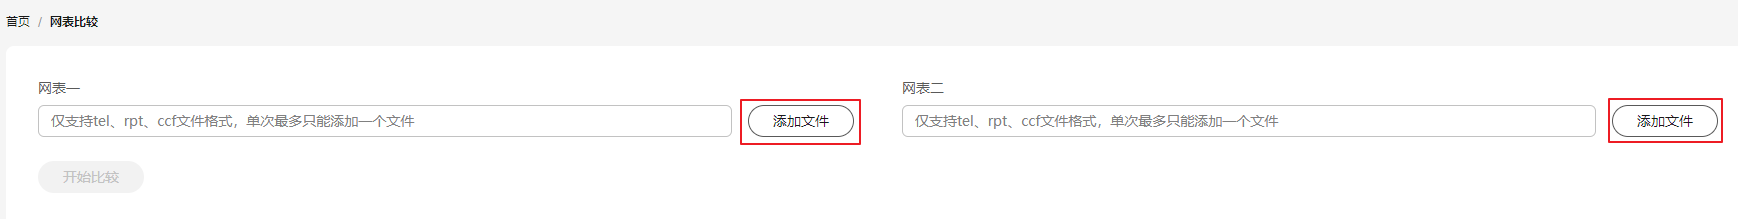 首页 / 网表比较
网表一
仅支持tel、rpt、ccf文件格式，单次最多只能添加一个文件
添加文件
网表二
仅支持tel、rpt、ccf文件格式，单次最多只能添加一个文件
添加文件
开始比较